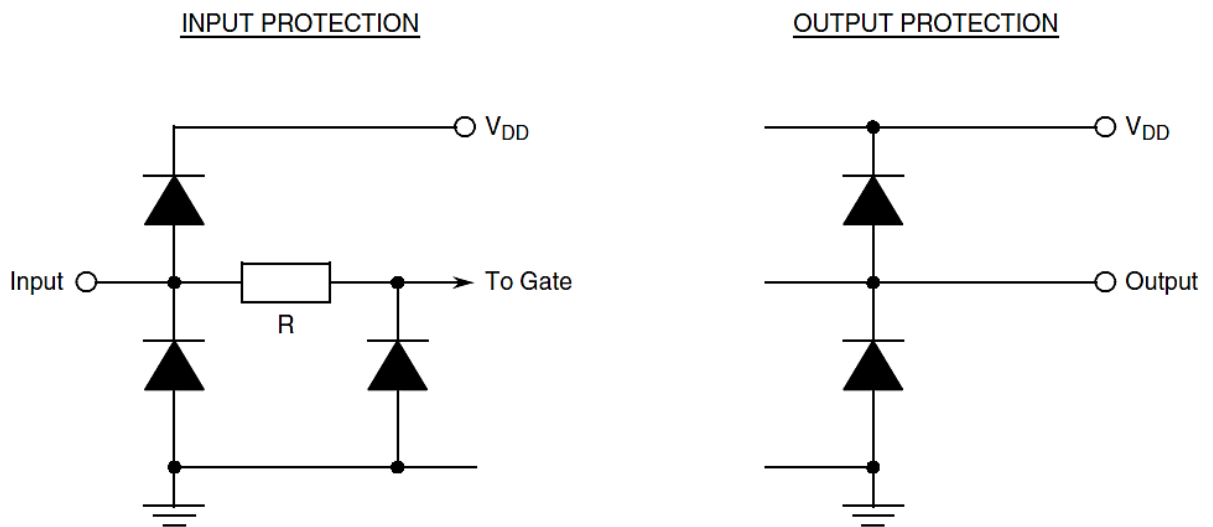 INPUT PROTECTION
OUTPUT PROTECTION
VDD
VDD
Input
To Gate
Output
R